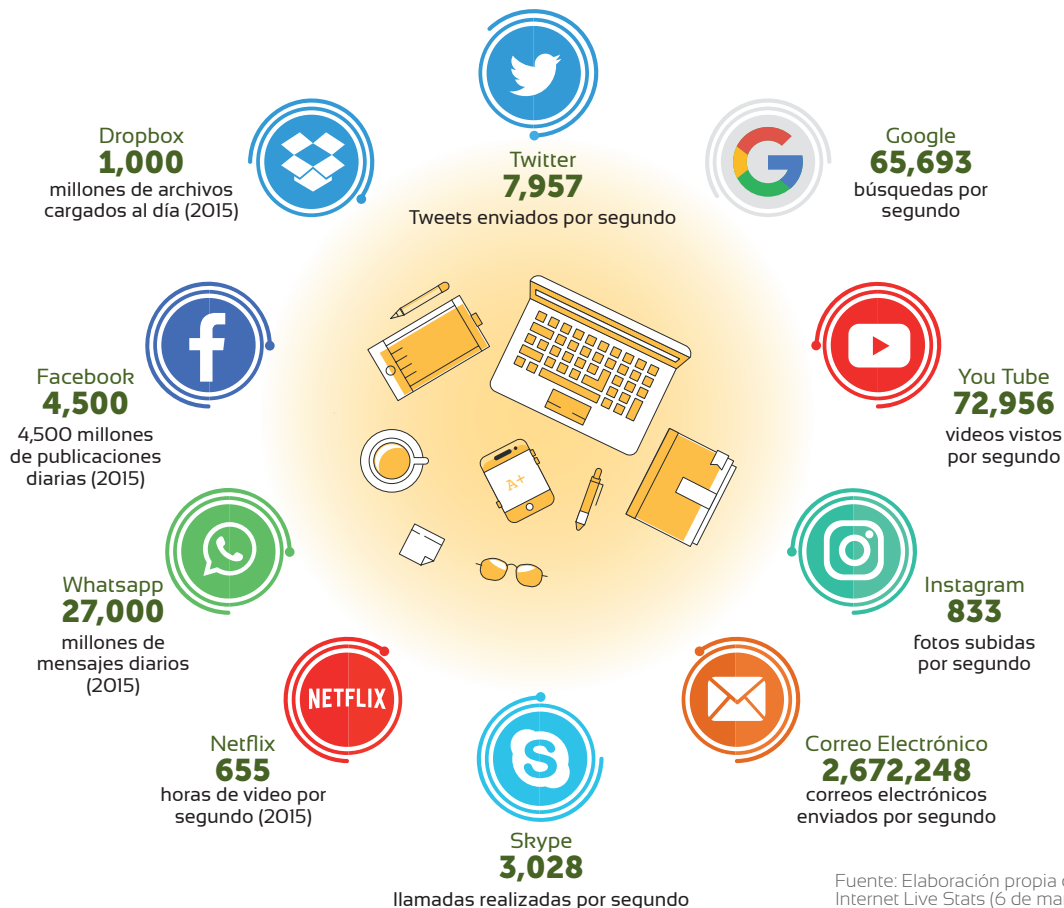 Twitter
7,957
Tweets enviados por segundo
Google
65,693
búsquedas por
segundo
You Tube
72,956
videos vistos
por segundo
Instagram
833
fotos subidas
por segundo
Correo Electrónico
2,672,248
correos electrónicos
enviados por segundo
Skype
3,028
llamadas realizadas por segundo
NETFLIX
Netflix
655
horas de video por
segundo (2015)
Whatsapp
27,000
millones de
mensajes diarios
(2015)
Facebook
4,500
4,500 millones
de publicaciones
diarias (2015)
Dropbox
1,000
millones de archivos
cargados al día (2015)
A+
Fuente: Elaboración propia
Internet Live Stats (6 de